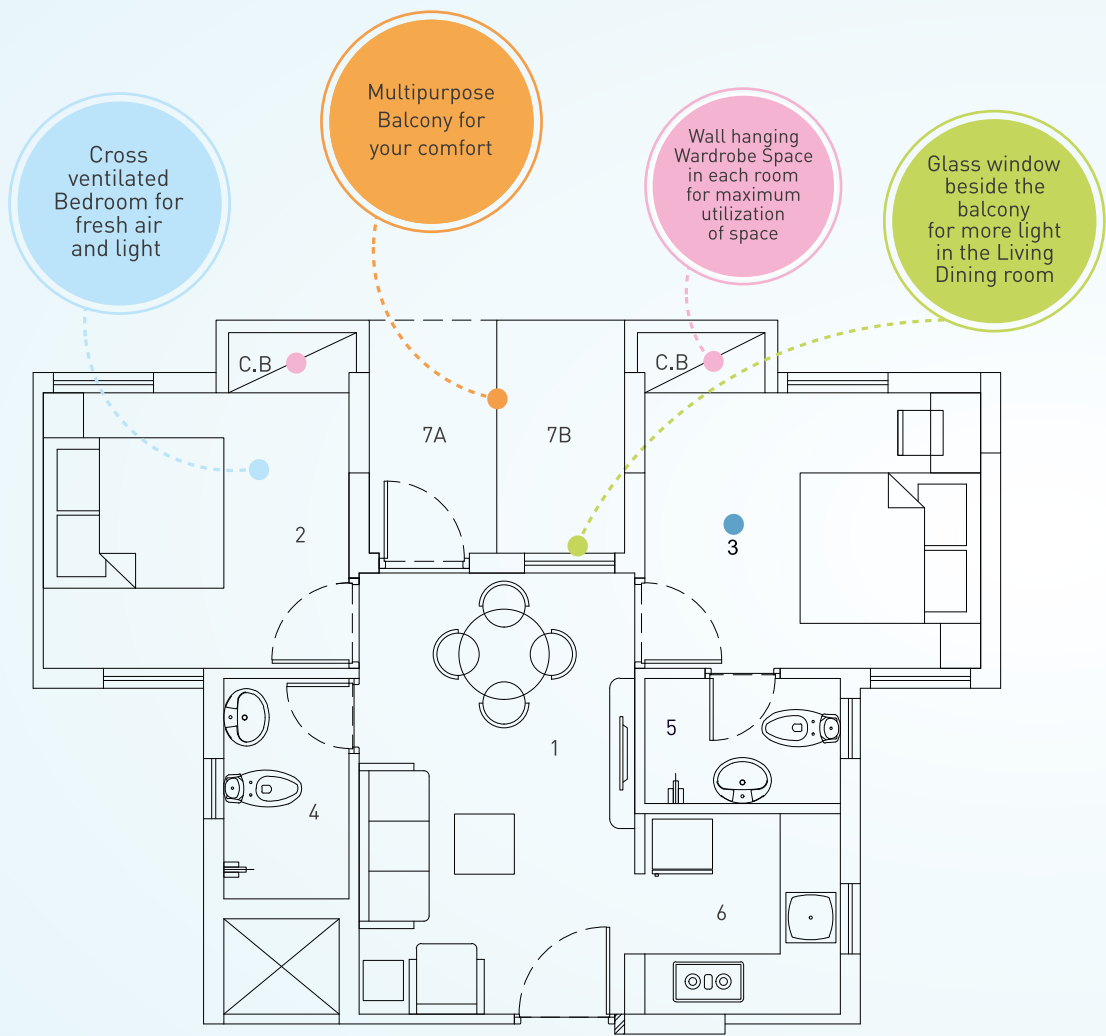 Cross
ventilated
Bedroom for
fresh air
and light
Multipurpose
Balcony for
your comfort
Wall hanging
Wardrobe Space
in each room
for maximum
utilization
of space
Glass window
beside the
balcony
for more light
in the Living
Dining room
C.B
C.B
7A
7B
2
3
1
5
4
6